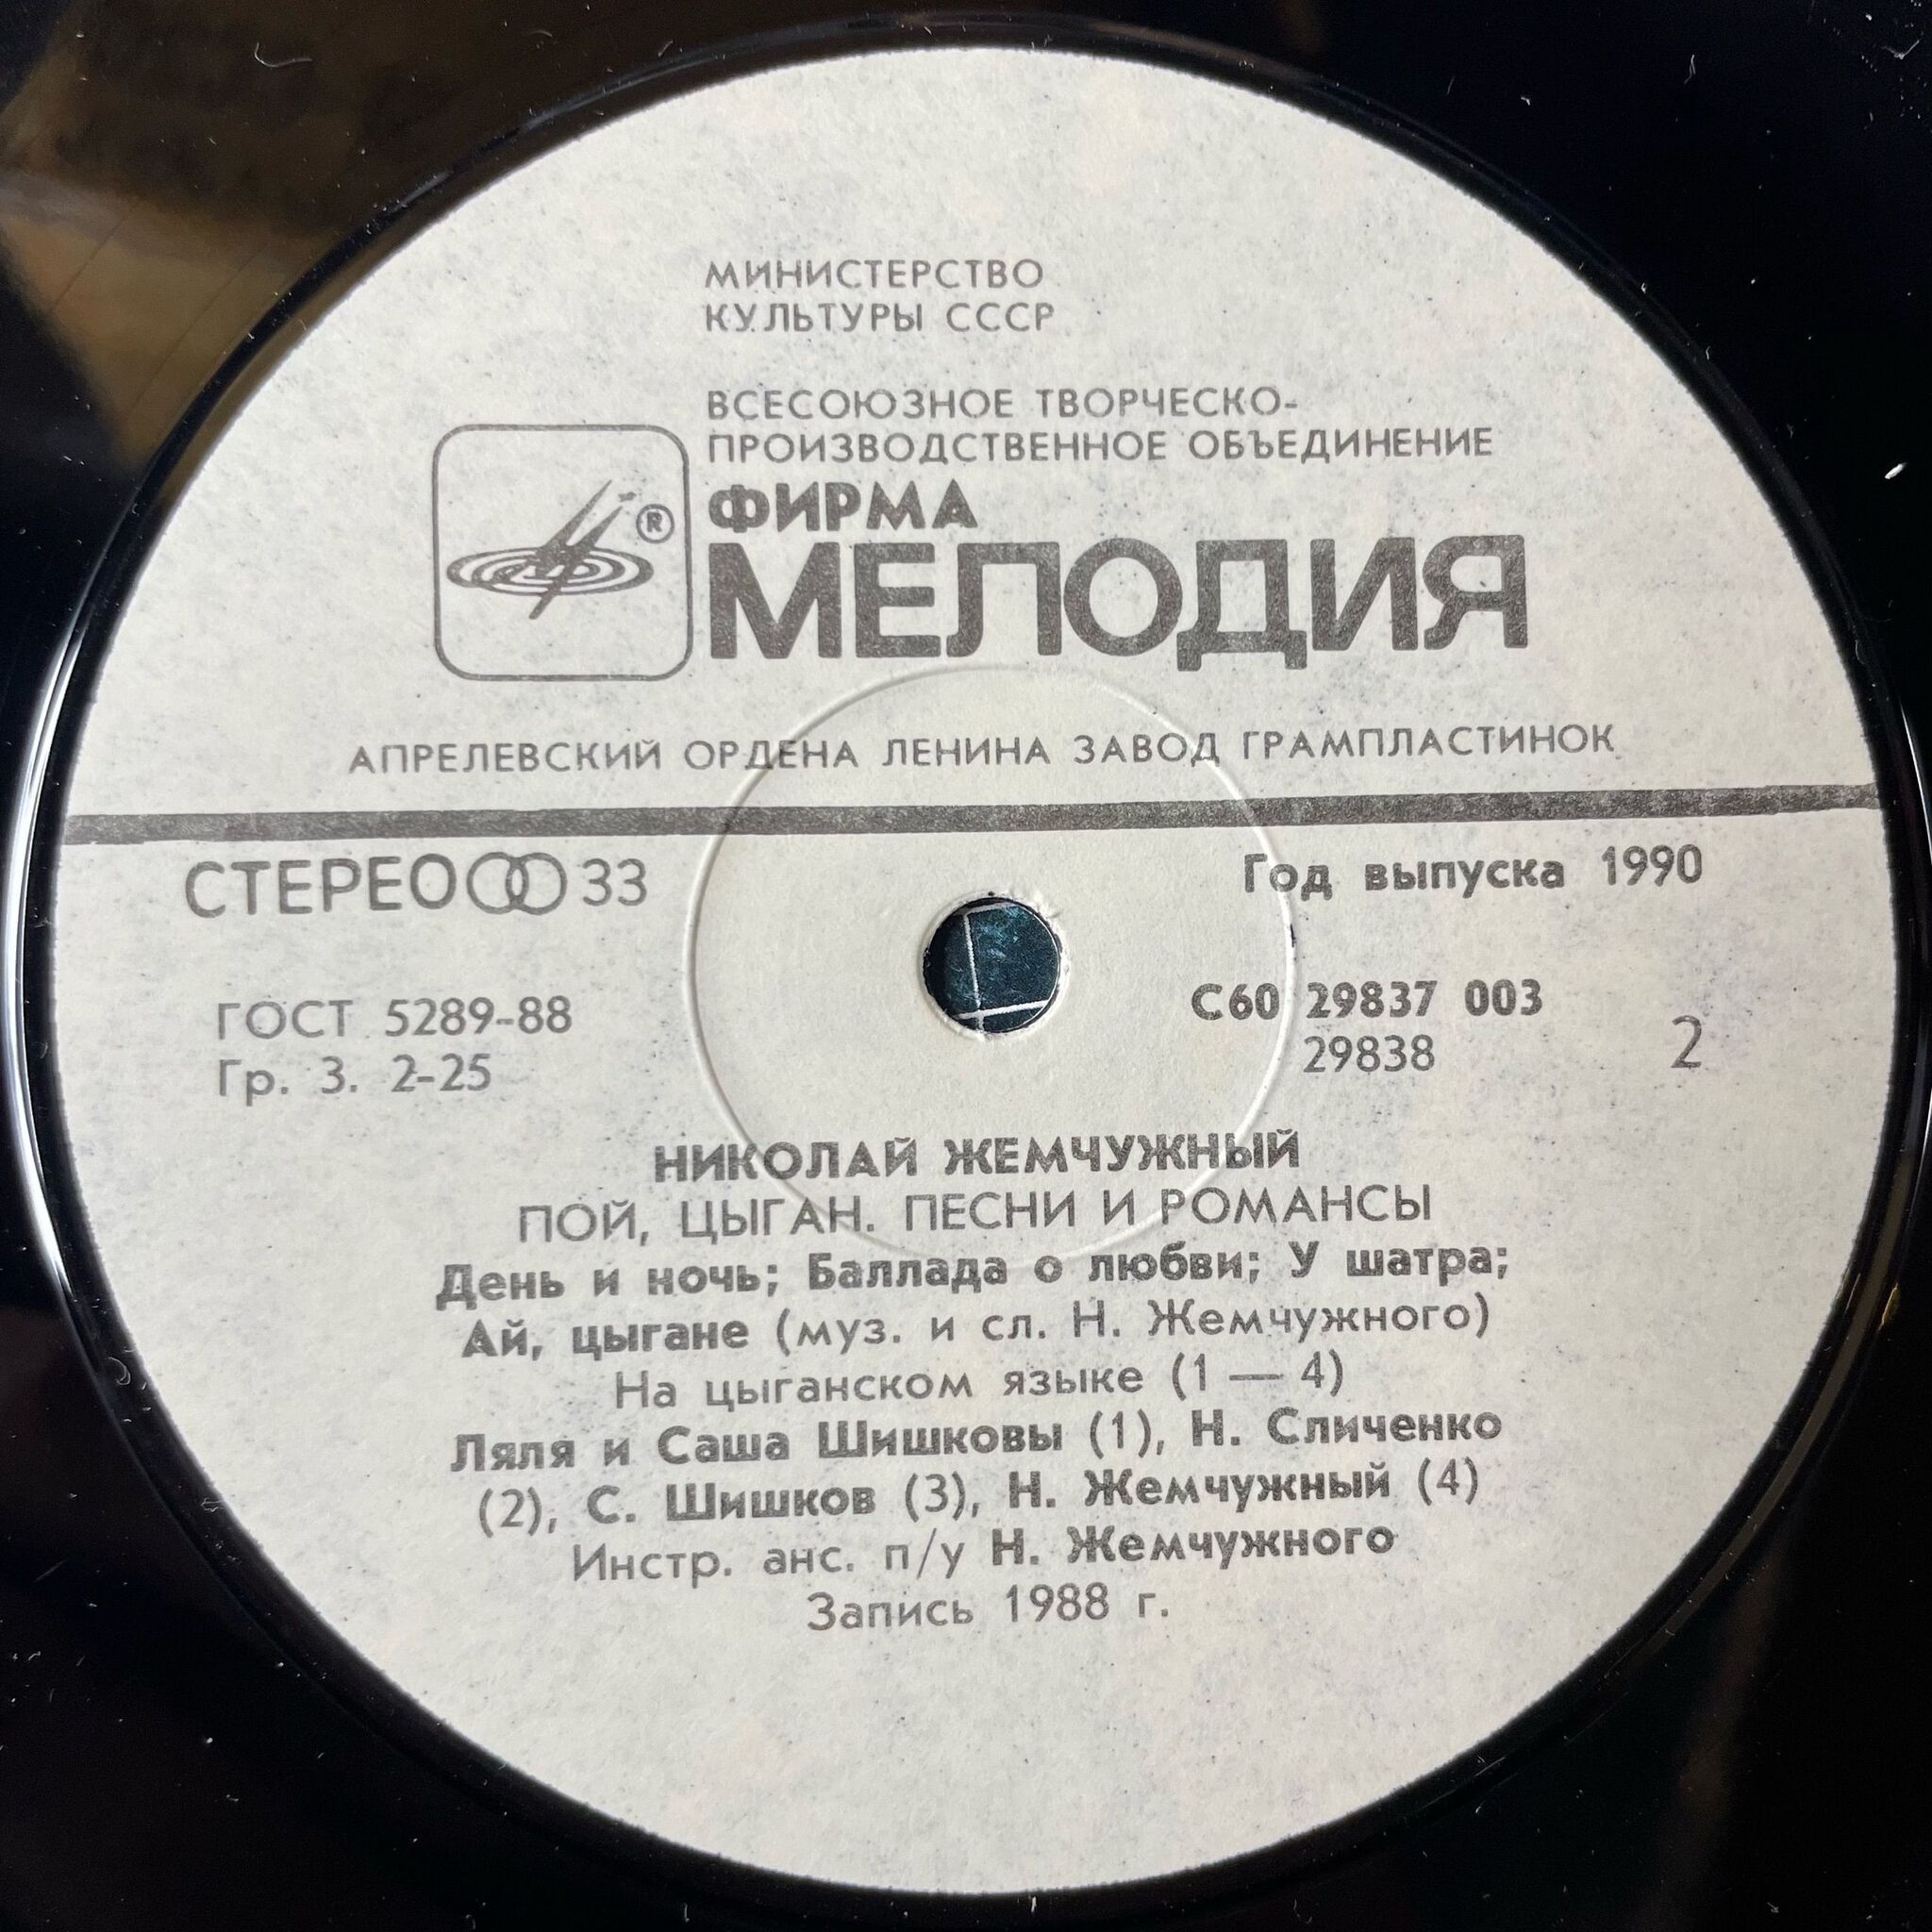 МИНИСТЕРСТВО
КУЛЬТУРЫ СССР
ВСЕСОЮЗНОЕ ТВОРЧЕСКО-
ПРОИЗВОДСТВЕННОЕ ОБЪЕДИНЕНИЕ
ФИРМА
®
МЕЛОДИЯ
АПРЕЛЕВСКИЙ ОРДЕНА ЛЕНИНА ЗАВОД ГРАМПЛАСТИНОК
СТЕРЕО 33
Год выпуска 1990
ГОСТ 5289-88
Гр. 3. 2-25
С60 29837 003
29838
2
НИКОЛАЙ ЖЕМЧУЖНЫЙ
ПОЙ, ЦЫГАН. ПЕСНИ И РОМАНСЫ
День и ночь; Баллада о любви; У шатра;
Ай, цыгане (муз. и сл. Н. Жемчужного)
На цыганском языке (1 — 4)
Ляля и Саша Шишковы (1), Н. Сличенко
(2), С. Шишков (3), Н. Жемчужный (4)
Инстр. анс. п/у Н. Жемчужного
Запись 1988 г.